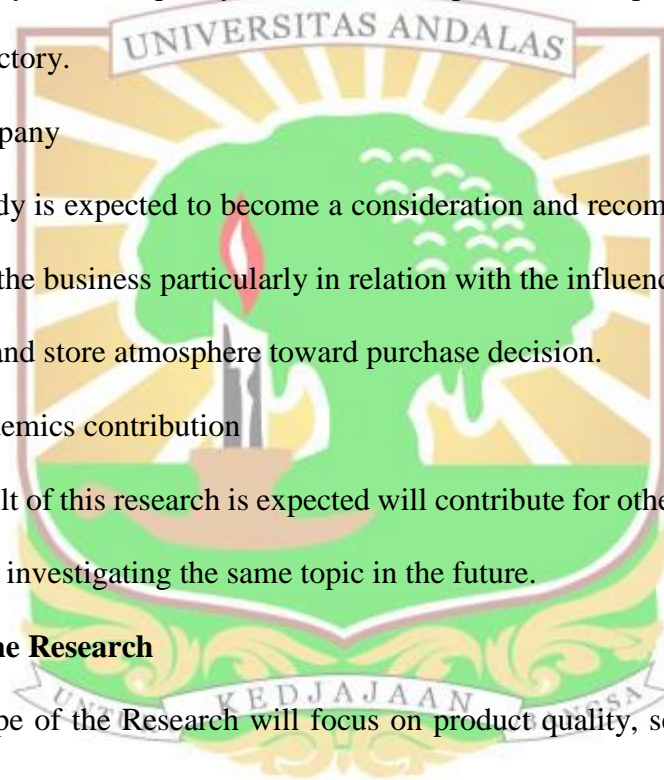 UNIVERSITAS ANDALAS
ctory.
pany
dy is expected to become a consideration and recom
the business particularly in relation with the influenc
and store atmosphere toward purchase decision.
emics contribution
lt of this research is expected will contribute for othe
investigating the same topic in the future.
he Research
KEDJAJAAN BANGSA
pe of the Research will focus on product quality, se